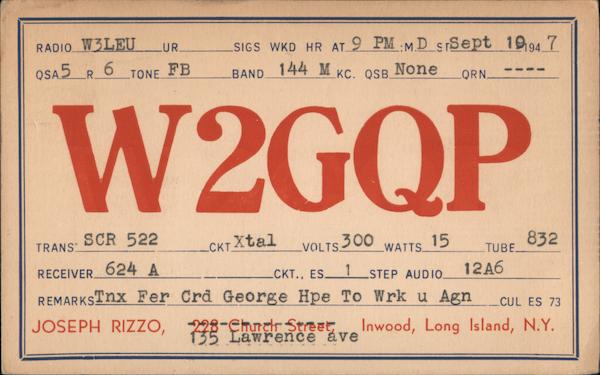 RADIO W3LEU UR SIGS WKD HR AT 9 PM :M D ST Sept 19 1947
QSA 5 R 6 TONE FB BAND 144 M KC. QSB None QRN ----
W2GQP
TRANS' SCR 522 CKT Xtal VOLTS 300 WATTS 15 TUBE 832
RECEIVER 624 A CKT., ES 1 STEP AUDIO 12A6
REMARKS Tnx Fer Crd George Hpe To Wrk u Agn CUL ES 73
JOSEPH RIZZO, 228 Church Street, Inwood, Long Island, N.Y.
135 Lawrence ave